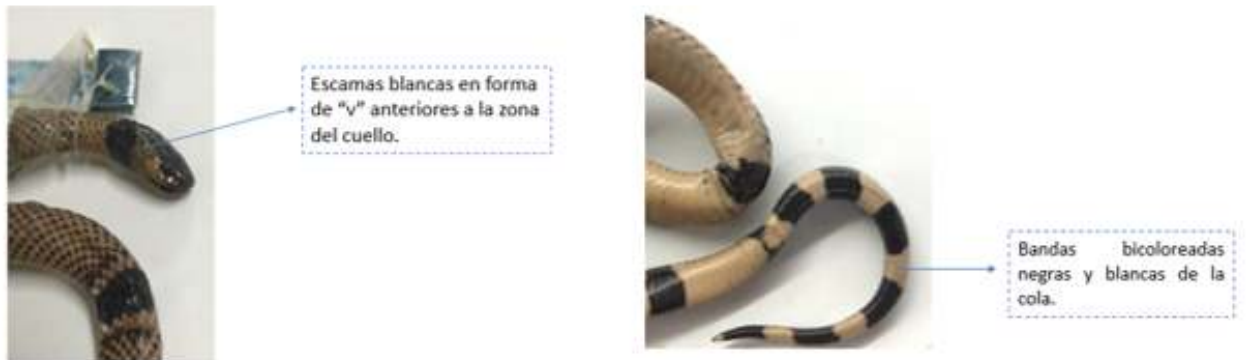 Escamas blancas en forma
de "v" anteriores a la zona
del cuello.
Bandas bicoloreadas
negras y blancas de la
cola.